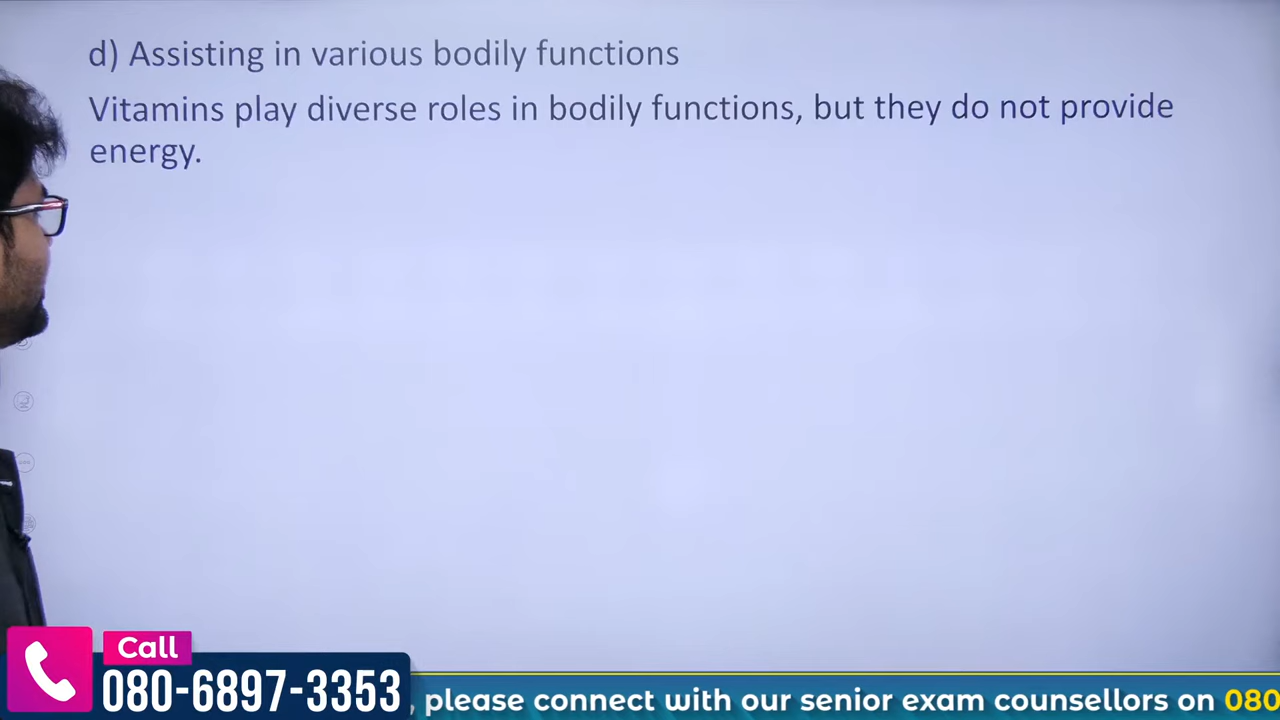 d) Assisting in various bodily functions
Vitamins play diverse roles in bodily functions, but they do not provide
energy.
Call
080-6897-3353
, please connect with our senior exam counsellors on 080